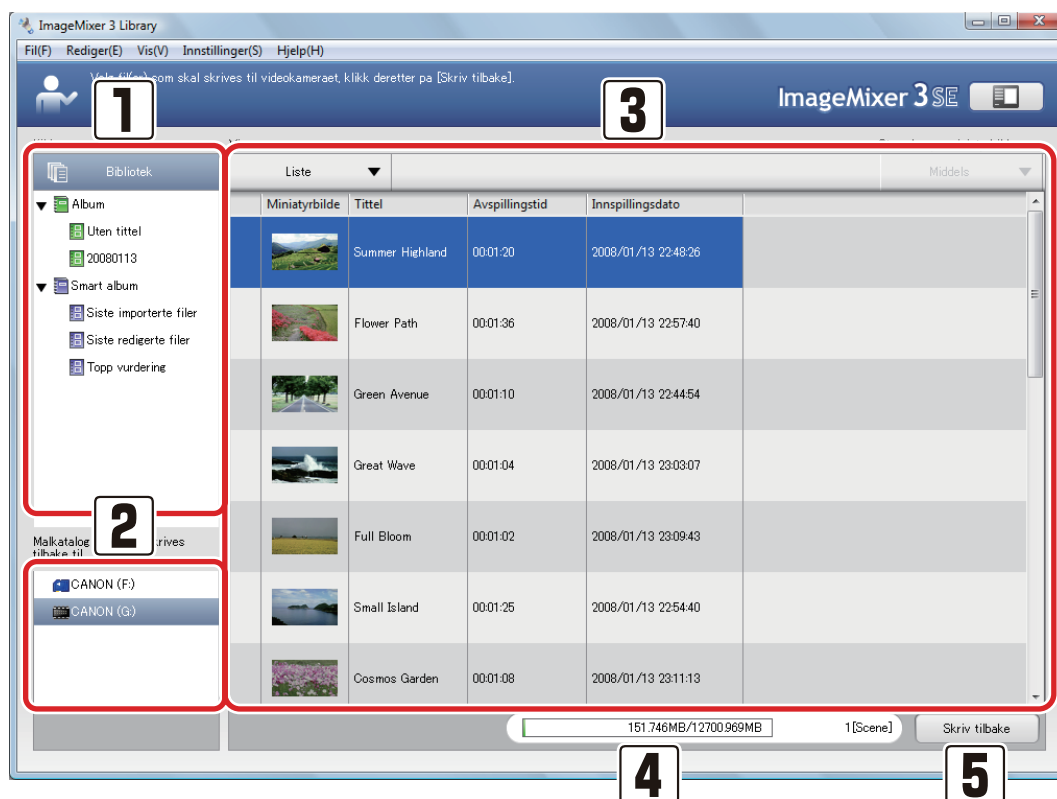 ImageMixer 3 Library
Fil(F) Rediger(E) Vis(V) Innstillinger(S) Hjelp(H)
som skal skrives til videokameraet, klikk deretter pa [Skriv tilbake].
ImageMixer 3 SE
1
3
Bibliotek
Liste
Middels
Album
Uten tittel
20080113
Smart album
Siste importerte filer
Siste redigerte filer
Topp vurdering
2
Malkatalog
tilbake til
CANON (F:)
CANON (G:)
Miniatyrbilde Tittel Avspillingstid Innspillingsdato
Summer Highland 00:01:20 2008/01/13 22:48:26
Flower Path 00:01:36 2008/01/13 22:57:40
Green Avenue 00:01:10 2008/01/13 22:44:54
Great Wave 00:01:04 2008/01/13 23:03:07
Full Bloom 00:01:02 2008/01/13 23:09:43
Small Island 00:01:25 2008/01/13 22:54:40
Cosmos Garden 00:01:08 2008/01/13 23:11:13
151.746MB/12700.969MB 1[Scene] Skriv tilbake
4
5